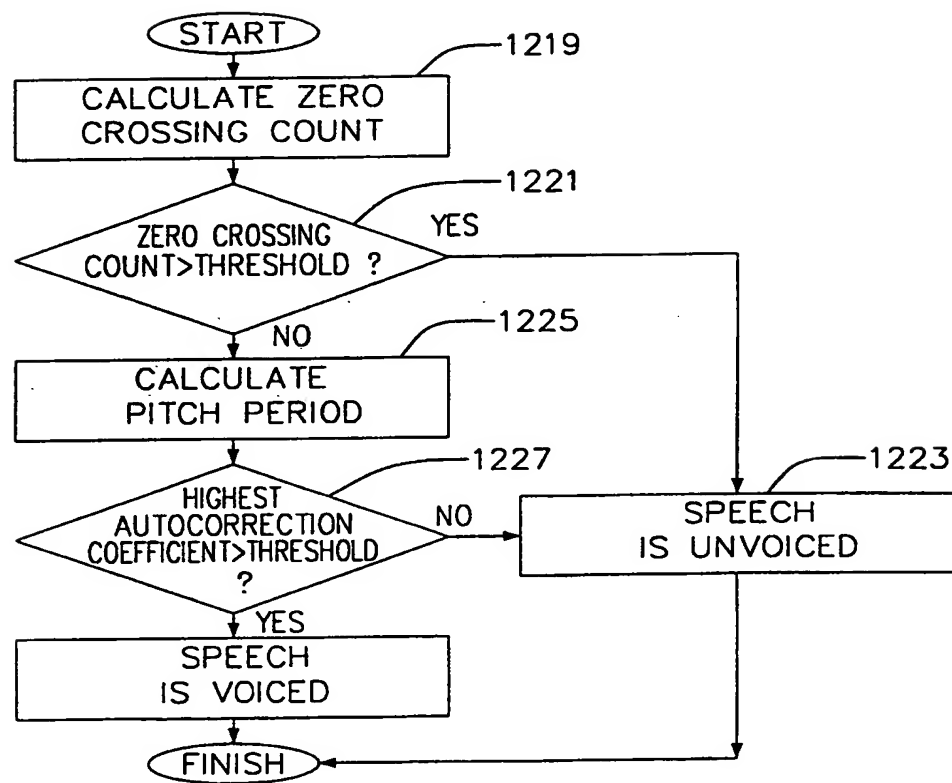 START
1219
CALCULATE ZERO
CROSSING COUNT
1221
ZERO CROSSING
COUNT>THRESHOLD ?
YES
NO
1225
CALCULATE
PITCH PERIOD
1227
HIGHEST
AUTOCORRECTION
COEFFICIENT>THRESHOLD
?
NO
1223
SPEECH
IS UNVOICED
YES
SPEECH
IS VOICED
FINISH